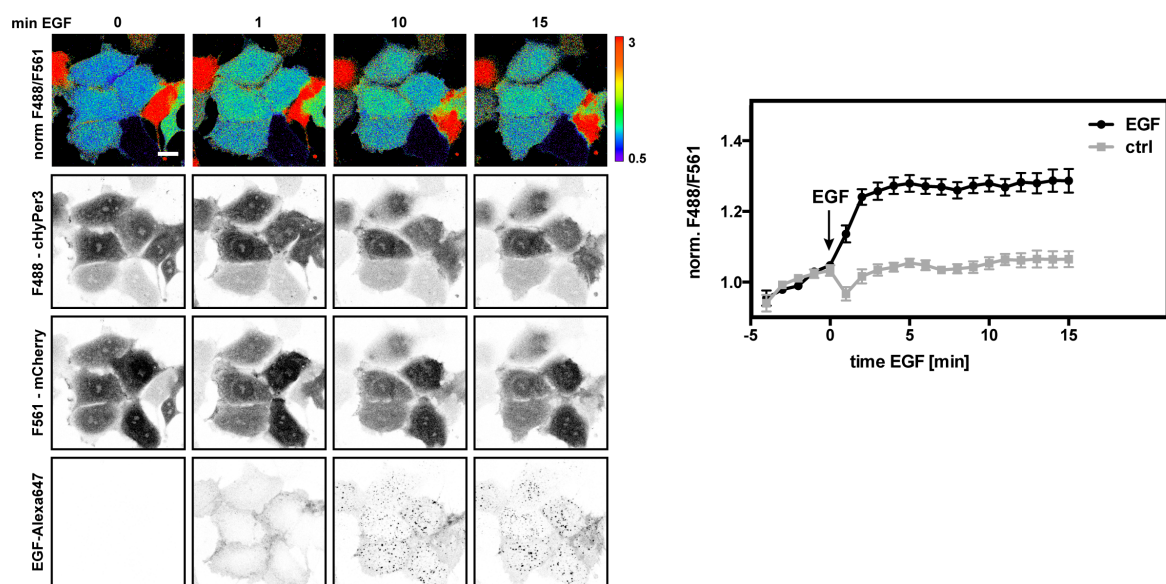 min EGF 0 1 10 15
norm F488/F561
3
0.5
F488 - cHyPer3
F561 - mCherry
EGF-Alexa647
norm. F488/F561
1.4
1.2
1.0
EGF
ctrl
EGF
-5 0 5 10 15
time EGF [min]